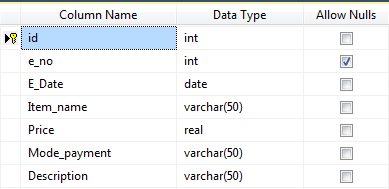 Column Name Data Type Allow Nulls
id int
e_no int
E_Date date
Item_name varchar(50)
Price real
Mode_payment varchar(50)
Description varchar(50)